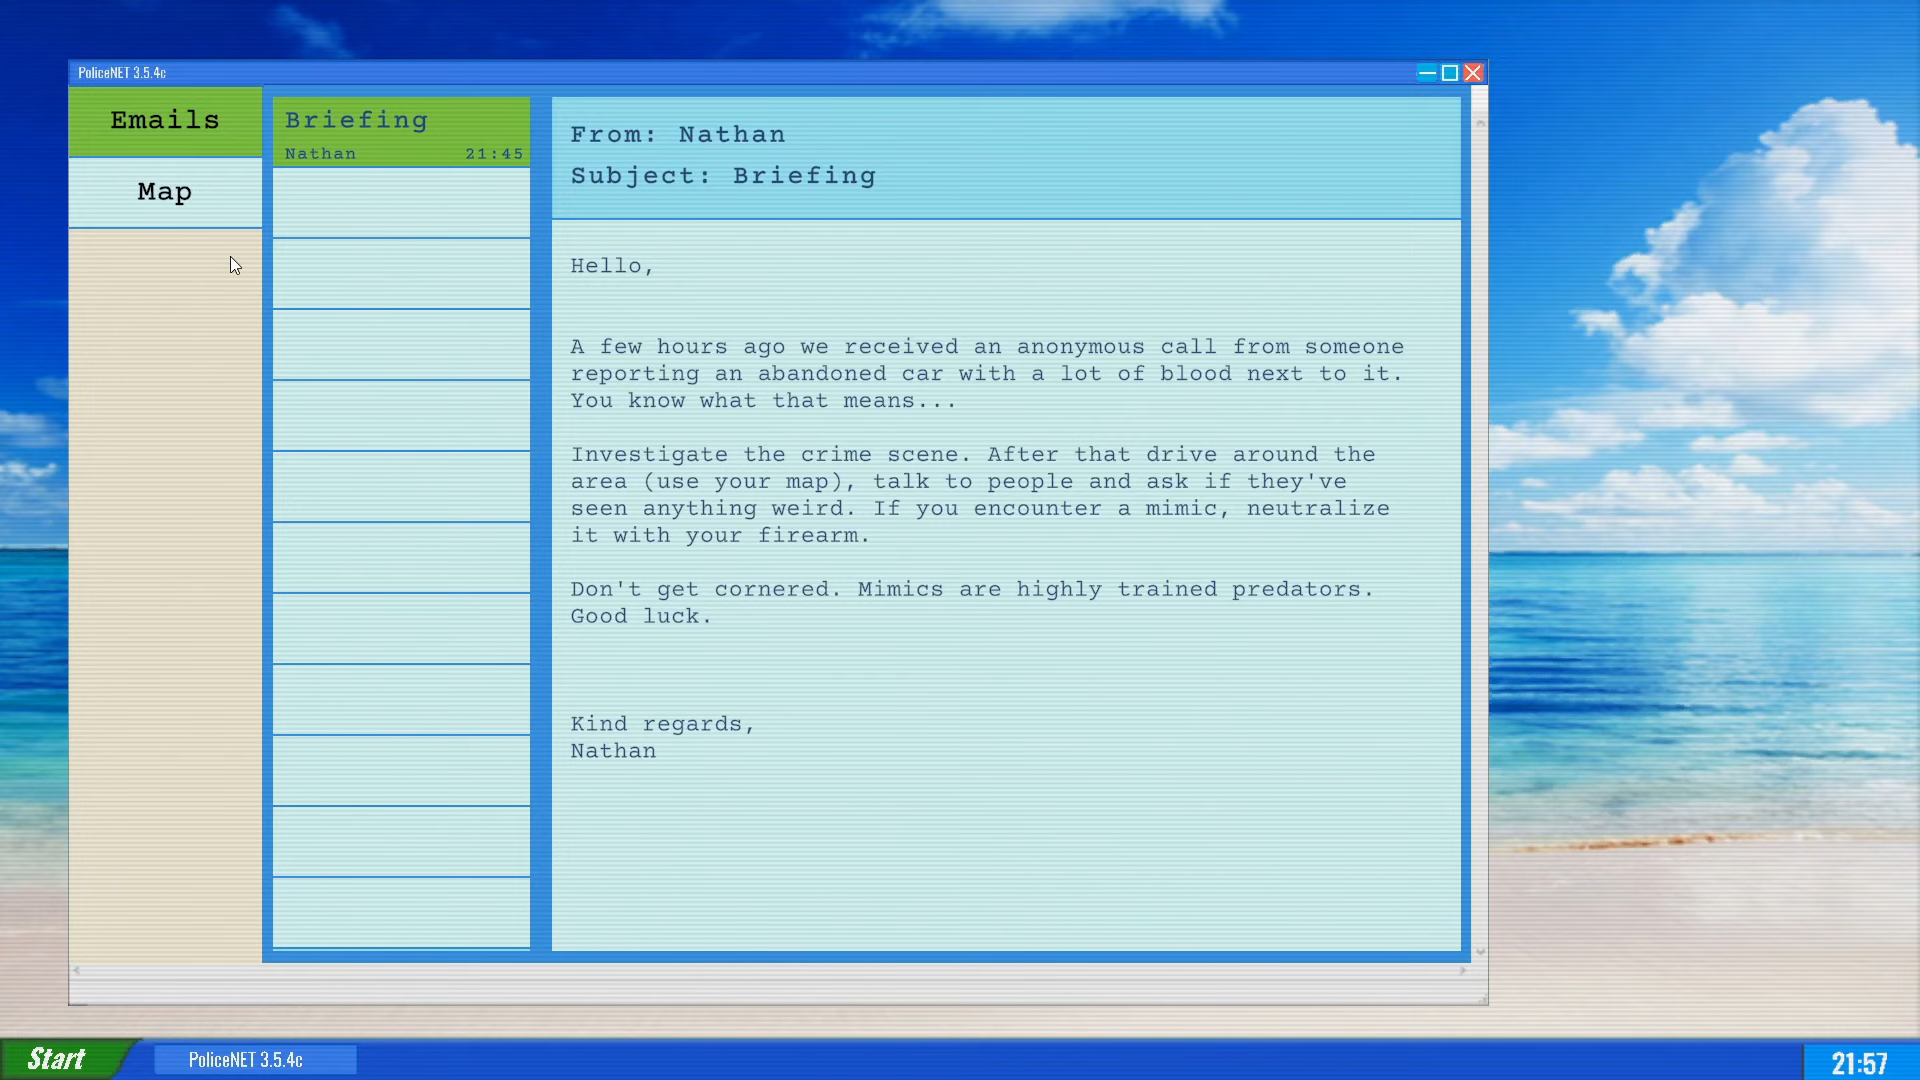 PoliceNET 3.5.4c
Emails
Map
Briefing
Nathan 21:45
From: Nathan
Subject: Briefing
Hello,
A few hours ago we received an anonymous call from someone
reporting an abandoned car with a lot of blood next to it.
You know what that means...
Investigate the crime scene. After that drive around the
area (use your map), talk to people and ask if they've
seen anything weird. If you encounter a mimic, neutralize
it with your firearm.
Don't get cornered. Mimics are highly trained predators.
Good luck.
Kind regards,
Nathan
Start
PoliceNET 3.5.4c
21:57